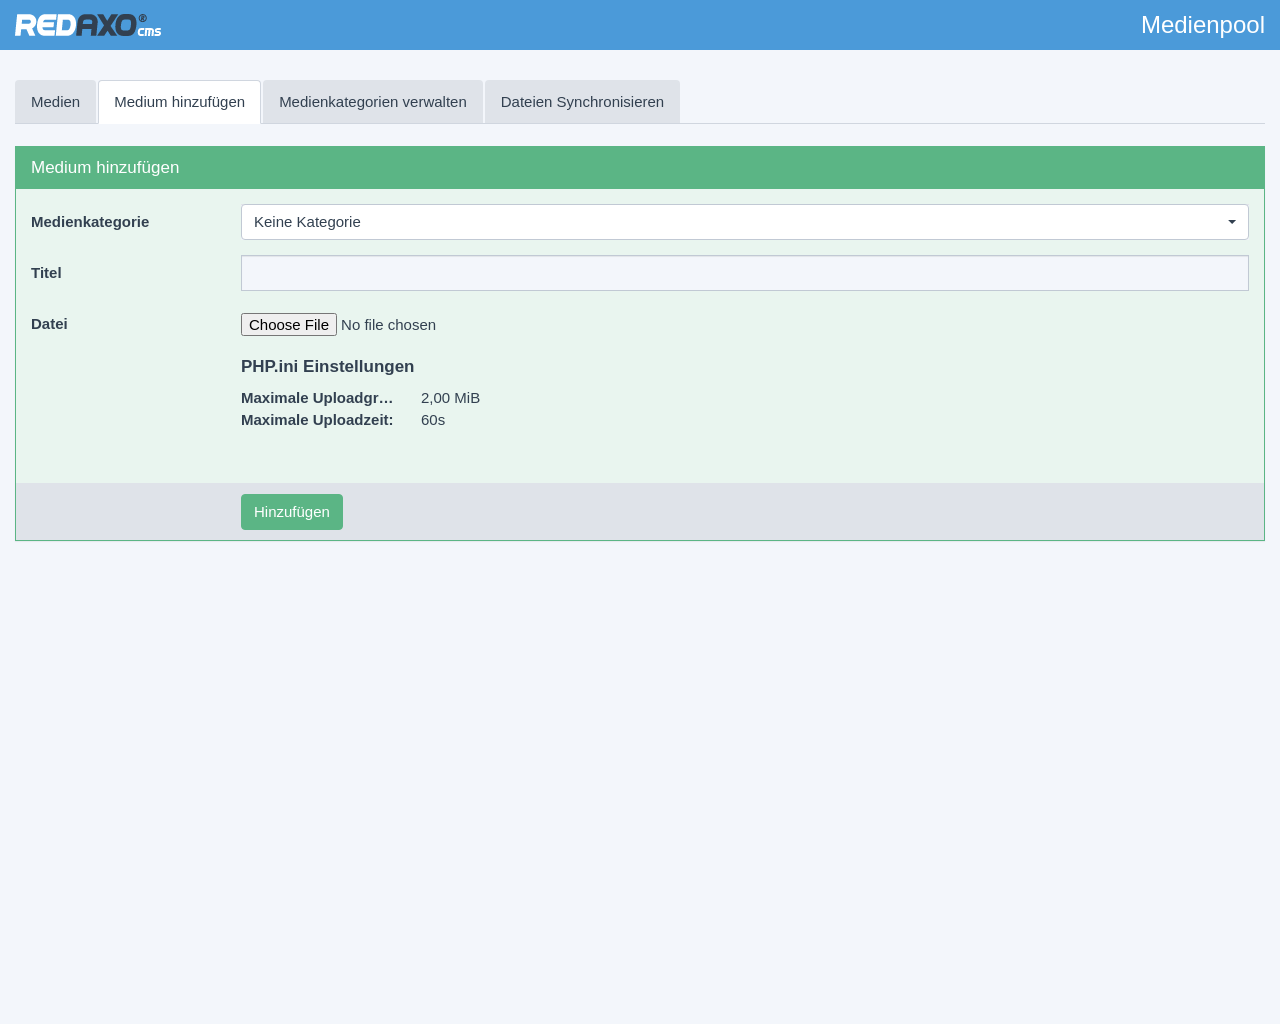 REDAXO® cms
Medienpool
Medien
Medium hinzufügen
Medienkategorien verwalten
Dateien Synchronisieren
Medium hinzufügen
Medienkategorie
Keine Kategorie
Titel
Datei
Choose File No file chosen
PHP.ini Einstellungen
Maximale Uploadgr… 2,00 MiB
Maximale Uploadzeit: 60s
Hinzufügen